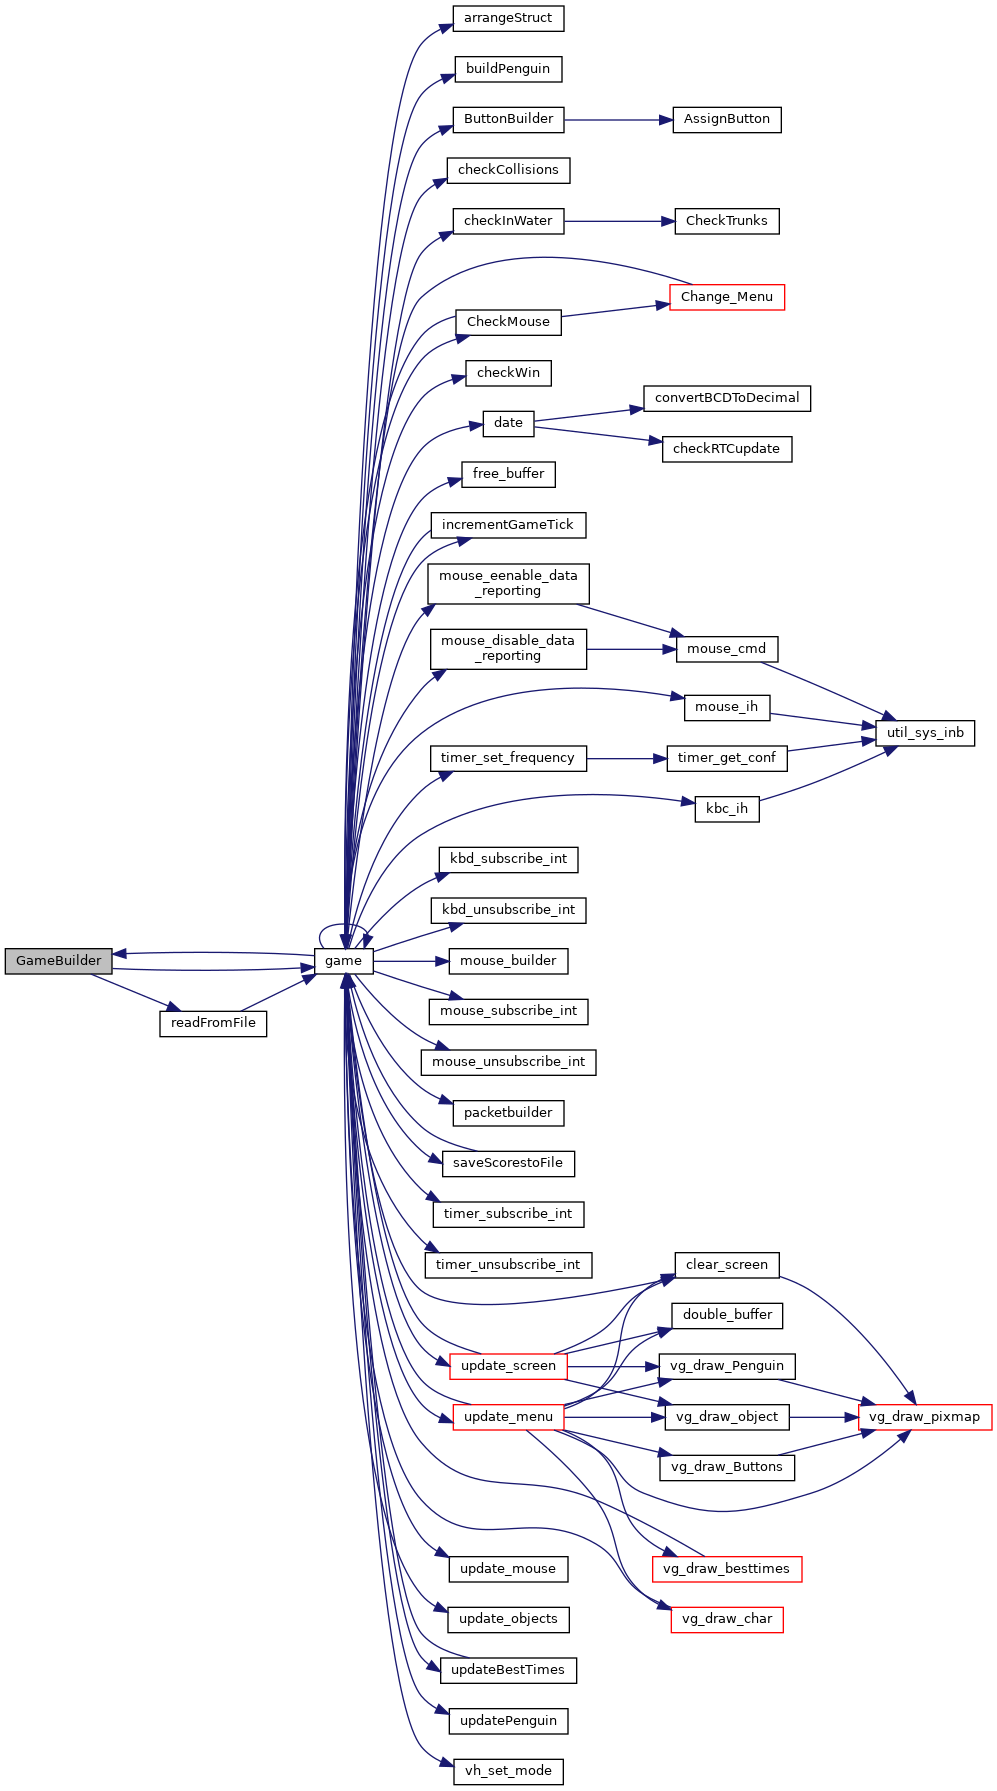 arrangeStruct
buildPenguin
ButtonBuilder
AssignButton
checkCollisions
checkInWater
CheckTrunks
Change_Menu
CheckMouse
checkWin
convertBCDToDecimal
date
checkRTCupdate
free_buffer
incrementGameTick
mouse_eenable_data
_reporting
mouse_disable_data
_reporting
mouse_cmd
mouse_ih
util_sys_inb
timer_set_frequency
timer_get_conf
kbc_ih
kbd_subscribe_int
kbd_unsubscribe_int
GameBuilder
game
mouse_builder
readFromFile
mouse_subscribe_int
mouse_unsubscribe_int
packetbuilder
saveScorestoFile
timer_subscribe_int
timer_unsubscribe_int
clear_screen
double_buffer
update_screen
vg_draw_Penguin
update_menu
vg_draw_object
vg_draw_pixmap
vg_draw_Buttons
update_mouse
vg_draw_besttimes
update_objects
vg_draw_char
updateBestTimes
updatePenguin
vh_set_mode